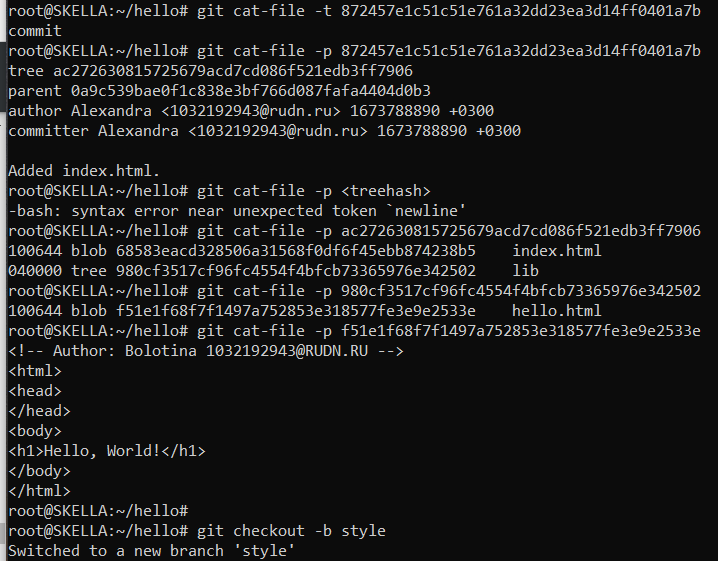 root@SKELLA:~/hello# git cat-file -t 872457e1c51c51e761a32dd23ea3d14ff0401a7b
commit
root@SKELLA:~/hello# git cat-file -p 872457e1c51c51e761a32dd23ea3d14ff0401a7b
tree ac272630815725679acd7cd086f521edb3ff7906
parent 0a9c539bae0f1c838e3bf766d087fafa4404d0b3
author Alexandra <1032192943@rudn.ru> 1673788890 +0300
committer Alexandra <1032192943@rudn.ru> 1673788890 +0300

Added index.html.
root@SKELLA:~/hello# git cat-file -p <treehash>
-bash: syntax error near unexpected token `newline'
root@SKELLA:~/hello# git cat-file -p ac272630815725679acd7cd086f521edb3ff7906
100644 blob 68583eacd328506a31568f0df6f45ebb874238b5    index.html
040000 tree 980cf3517cf96fc4554f4bfcb73365976e342502    lib
root@SKELLA:~/hello# git cat-file -p 980cf3517cf96fc4554f4bfcb73365976e342502
100644 blob f51e1f68f7f1497a752853e318577fe3e9e2533e    hello.html
root@SKELLA:~/hello# git cat-file -p f51e1f68f7f1497a752853e318577fe3e9e2533e
<!-- Author: Bolotina 1032192943@RUDN.RU -->
<html>
<head>
</head>
<body>
<h1>Hello, World!</h1>
</body>
</html>
root@SKELLA:~/hello#
root@SKELLA:~/hello# git checkout -b style
Switched to a new branch 'style'